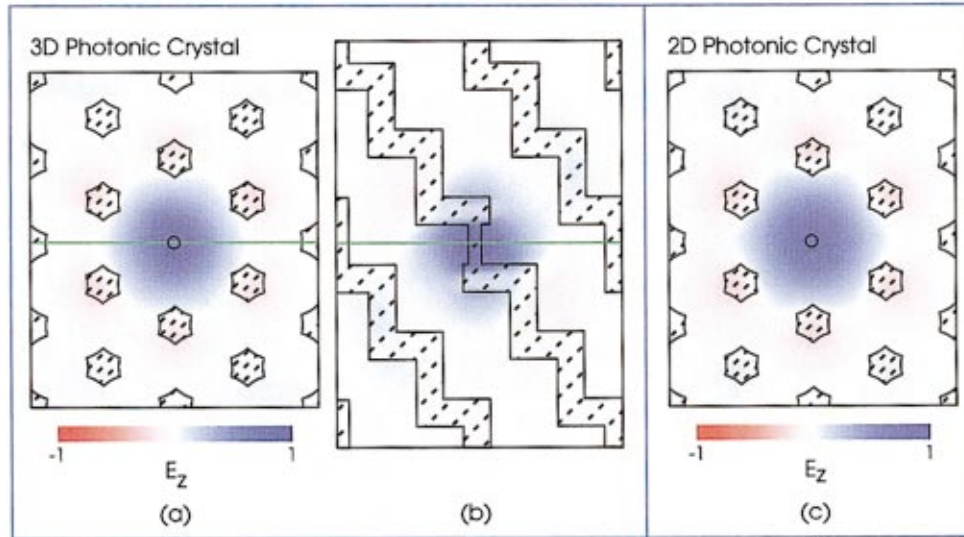 3D Photonic Crystal
2D Photonic Crystal
-1 1
E_z
(a)
(b)
-1 1
E_z
(c)